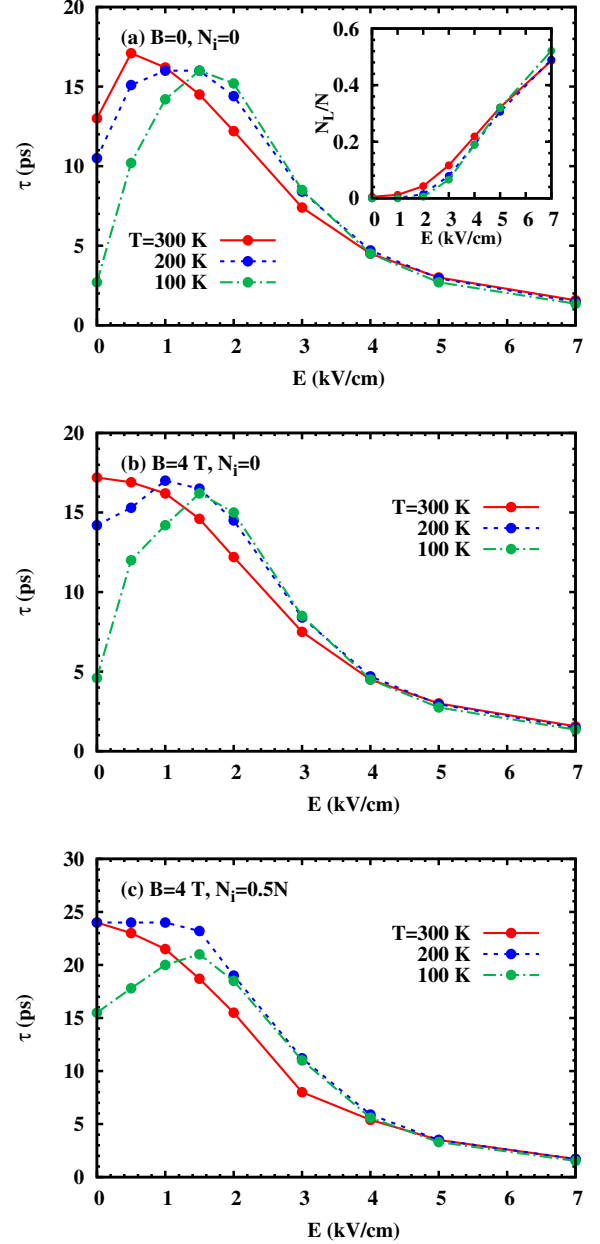 (a) B=0, N_i=0
τ (ps)
20
15
10
5
0
T=300 K
200 K
100 K
0 1 2 3 4 5 6 7
E (kV/cm)
N_L/N
0.6
0.4
0.2
0
0 1 2 3 4 5 6 7
E (kV/cm)
(b) B=4 T, N_i=0
τ (ps)
20
15
10
5
0
T=300 K
200 K
100 K
0 1 2 3 4 5 6 7
E (kV/cm)
(c) B=4 T, N_i=0.5N
τ (ps)
30
25
20
15
10
5
0
T=300 K
200 K
100 K
0 1 2 3 4 5 6 7
E (kV/cm)